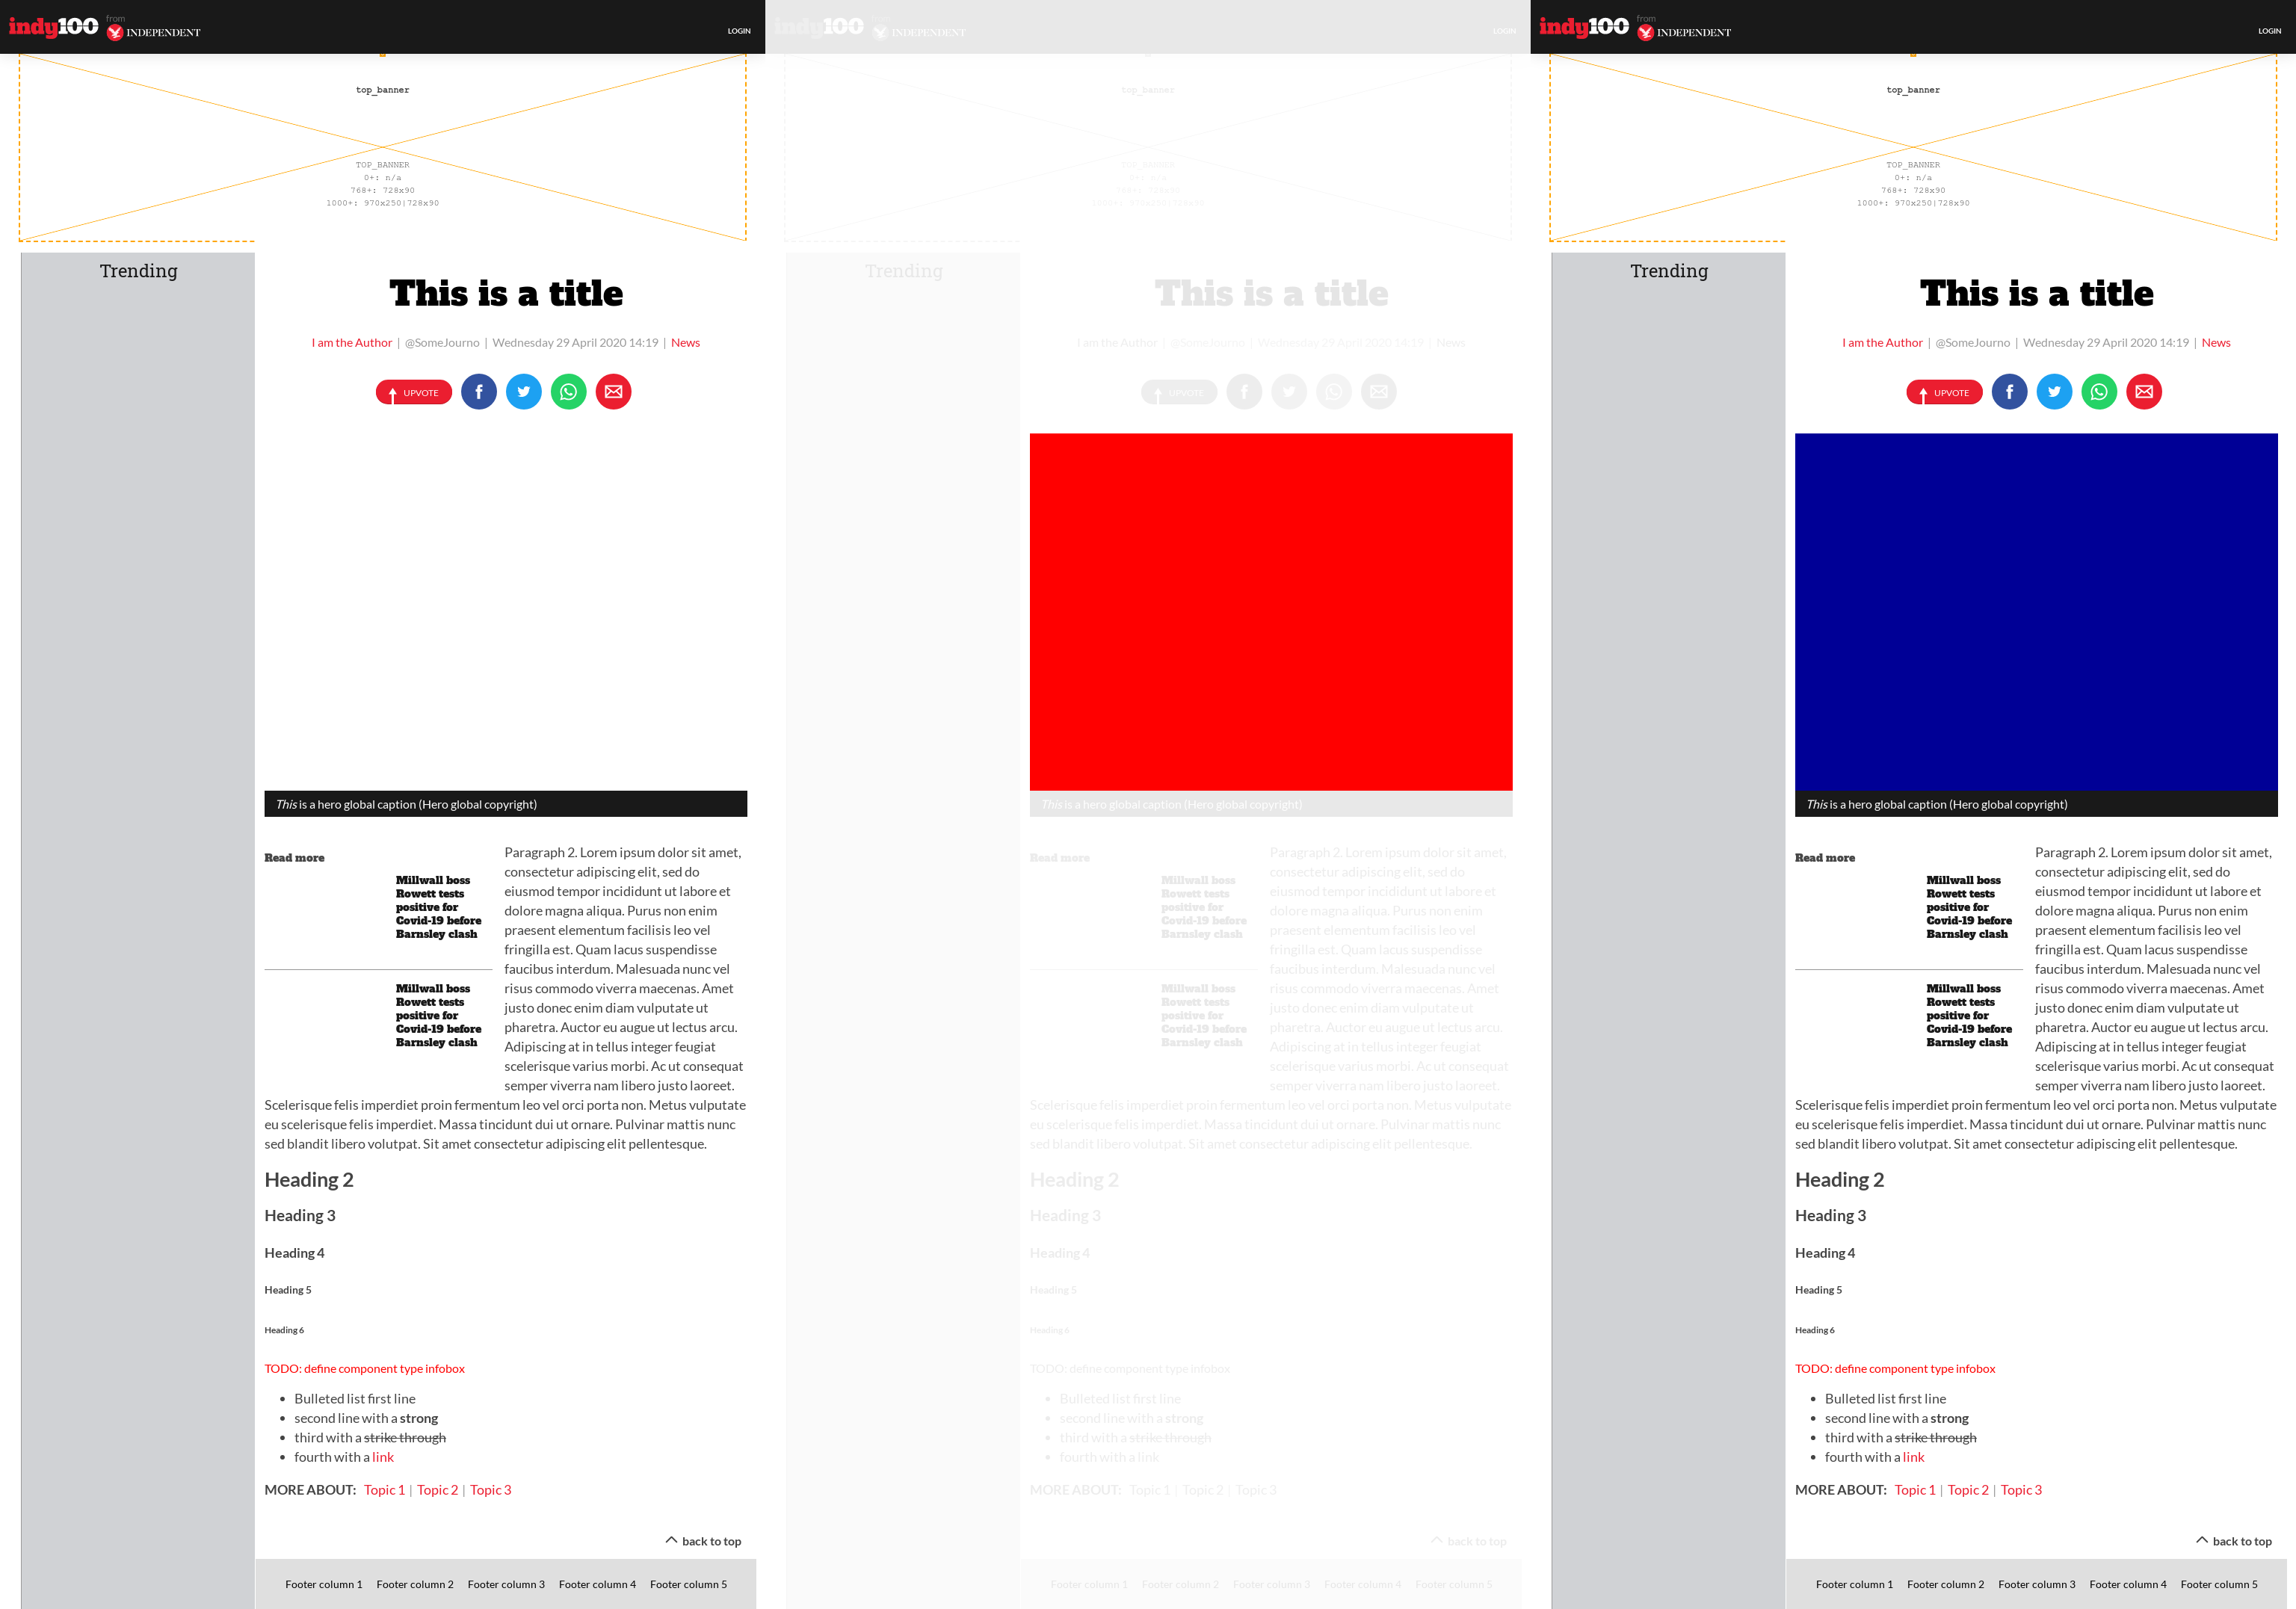 indy100 from INDEPENDENT
LOGIN
top_banner
TOP_BANNER
0+: n/a
768+: 728x90
1000+: 970x250|728x90
Trending
This is a title
I am the Author | @SomeJourno | Wednesday 29 April 2020 14:19 | News
UPVOTE
This is a hero global caption (Hero global copyright)
Read more
Millwall boss
Rowett tests
positive for
Covid-19 before
Barnsley clash
Millwall boss
Rowett tests
positive for
Covid-19 before
Barnsley clash
Paragraph 2. Lorem ipsum dolor sit amet,
consectetur adipiscing elit, sed do
eiusmod tempor incididunt ut labore et
dolore magna aliqua. Purus non enim
praesent elementum facilisis leo vel
fringilla est. Quam lacus suspendisse
faucibus interdum. Malesuada nunc vel
risus commodo viverra maecenas. Amet
justo donec enim diam vulputate ut
pharetra. Auctor eu augue ut lectus arcu.
Adipiscing at in tellus integer feugiat
scelerisque varius morbi. Ac ut consequat
semper viverra nam libero justo laoreet.
Scelerisque felis imperdiet proin fermentum leo vel orci porta non. Metus vulputate
eu scelerisque felis imperdiet. Massa tincidunt dui ut ornare. Pulvinar mattis nunc
sed blandit libero volutpat. Sit amet consectetur adipiscing elit pellentesque.
Heading 2
Heading 3
Heading 4
Heading 5
Heading 6
TODO: define component type infobox
• Bulleted list first line
• second line with a strong
• third with a strike through
• fourth with a link
MORE ABOUT: Topic 1 | Topic 2 | Topic 3
back to top
Footer column 1 Footer column 2 Footer column 3 Footer column 4 Footer column 5
indy100 from INDEPENDENT
LOGIN
top_banner
TOP_BANNER
0+: n/a
768+: 728x90
1000+: 970x250|728x90
Trending
This is a title
I am the Author | @SomeJourno | Wednesday 29 April 2020 14:19 | News
UPVOTE
This is a hero global caption (Hero global copyright)
Read more
Millwall boss
Rowett tests
positive for
Covid-19 before
Barnsley clash
Millwall boss
Rowett tests
positive for
Covid-19 before
Barnsley clash
Paragraph 2. Lorem ipsum dolor sit amet,
consectetur adipiscing elit, sed do
eiusmod tempor incididunt ut labore et
dolore magna aliqua. Purus non enim
praesent elementum facilisis leo vel
fringilla est. Quam lacus suspendisse
faucibus interdum. Malesuada nunc vel
risus commodo viverra maecenas. Amet
justo donec enim diam vulputate ut
pharetra. Auctor eu augue ut lectus arcu.
Adipiscing at in tellus integer feugiat
scelerisque varius morbi. Ac ut consequat
semper viverra nam libero justo laoreet.
Scelerisque felis imperdiet proin fermentum leo vel orci porta non. Metus vulputate
eu scelerisque felis imperdiet. Massa tincidunt dui ut ornare. Pulvinar mattis nunc
sed blandit libero volutpat. Sit amet consectetur adipiscing elit pellentesque.
Heading 2
Heading 3
Heading 4
Heading 5
Heading 6
TODO: define component type infobox
• Bulleted list first line
• second line with a strong
• third with a strike through
• fourth with a link
MORE ABOUT: Topic 1 | Topic 2 | Topic 3
back to top
Footer column 1 Footer column 2 Footer column 3 Footer column 4 Footer column 5
indy100 from INDEPENDENT
LOGIN
top_banner
TOP_BANNER
0+: n/a
768+: 728x90
1000+: 970x250|728x90
Trending
This is a title
I am the Author | @SomeJourno | Wednesday 29 April 2020 14:19 | News
UPVOTE
This is a hero global caption (Hero global copyright)
Read more
Millwall boss
Rowett tests
positive for
Covid-19 before
Barnsley clash
Millwall boss
Rowett tests
positive for
Covid-19 before
Barnsley clash
Paragraph 2. Lorem ipsum dolor sit amet,
consectetur adipiscing elit, sed do
eiusmod tempor incididunt ut labore et
dolore magna aliqua. Purus non enim
praesent elementum facilisis leo vel
fringilla est. Quam lacus suspendisse
faucibus interdum. Malesuada nunc vel
risus commodo viverra maecenas. Amet
justo donec enim diam vulputate ut
pharetra. Auctor eu augue ut lectus arcu.
Adipiscing at in tellus integer feugiat
scelerisque varius morbi. Ac ut consequat
semper viverra nam libero justo laoreet.
Scelerisque felis imperdiet proin fermentum leo vel orci porta non. Metus vulputate
eu scelerisque felis imperdiet. Massa tincidunt dui ut ornare. Pulvinar mattis nunc
sed blandit libero volutpat. Sit amet consectetur adipiscing elit pellentesque.
Heading 2
Heading 3
Heading 4
Heading 5
Heading 6
TODO: define component type infobox
• Bulleted list first line
• second line with a strong
• third with a strike through
• fourth with a link
MORE ABOUT: Topic 1 | Topic 2 | Topic 3
back to top
Footer column 1 Footer column 2 Footer column 3 Footer column 4 Footer column 5